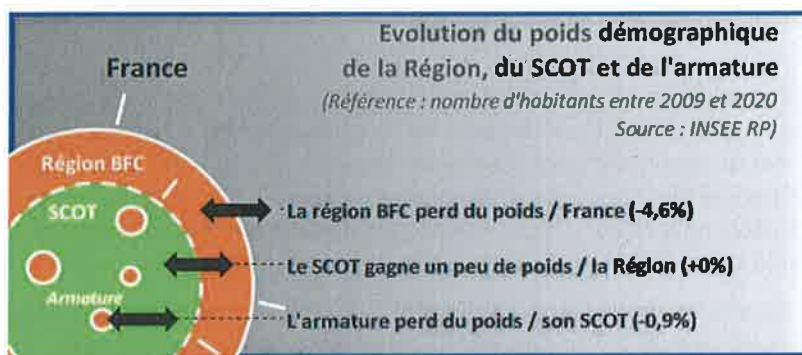 Evolution du poids démographique
de la Région, du SCOT et de l'armature
(Référence : nombre d'habitants entre 2009 et 2020
Source : INSEE RP)
France
Région BFC
SCOT
Armature
La région BFC perd du poids / France (-4,6%)
Le SCOT gagne un peu de poids / la Région (+0%)
L'armature perd du poids / son SCOT (-0,9%)